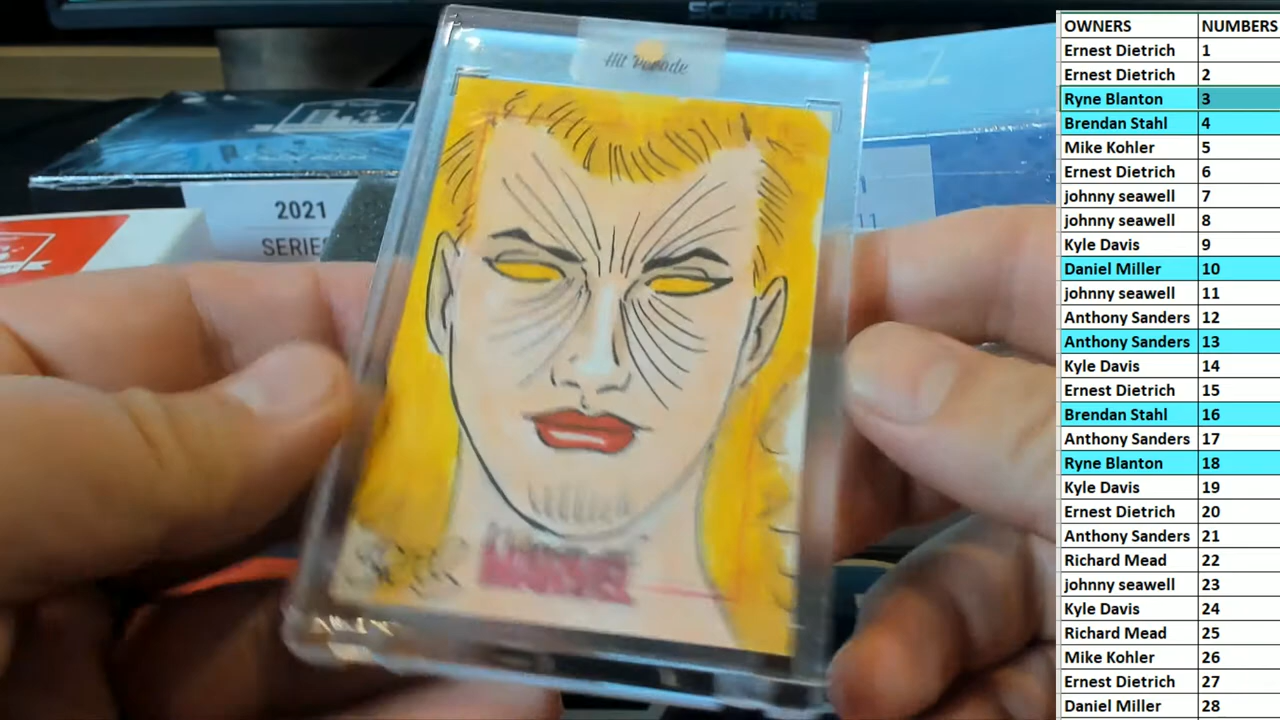 SCEPTRE
Hit Parade
2021
SERIES
11
MARVEL
OWNERS NUMBERS
Ernest Dietrich 1
Ernest Dietrich 2
Ryne Blanton 3
Brendan Stahl 4
Mike Kohler 5
Ernest Dietrich 6
johnny seawell 7
johnny seawell 8
Kyle Davis 9
Daniel Miller 10
johnny seawell 11
Anthony Sanders 12
Anthony Sanders 13
Kyle Davis 14
Ernest Dietrich 15
Brendan Stahl 16
Anthony Sanders 17
Ryne Blanton 18
Kyle Davis 19
Ernest Dietrich 20
Anthony Sanders 21
Richard Mead 22
johnny seawell 23
Kyle Davis 24
Richard Mead 25
Mike Kohler 26
Ernest Dietrich 27
Daniel Miller 28